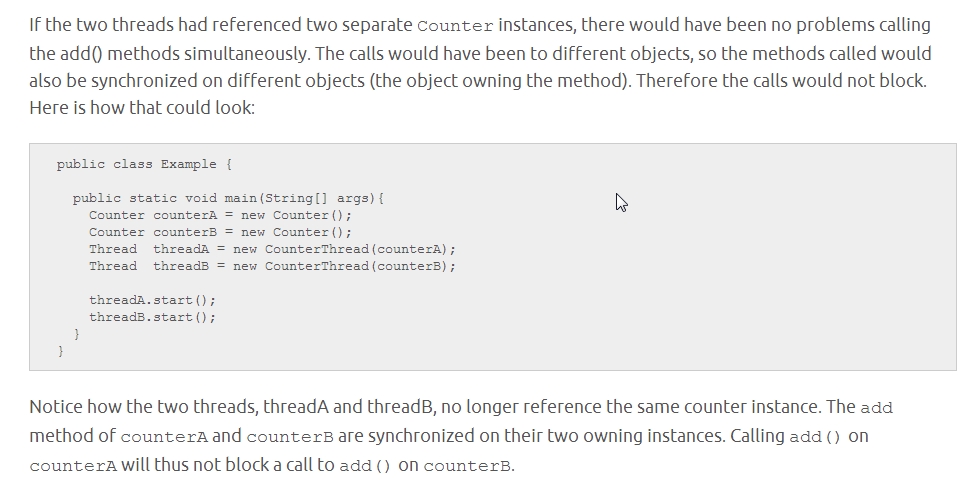 If the two threads had referenced two separate Counter instances, there would have been no problems calling
the add() methods simultaneously. The calls would have been to different objects, so the methods called would
also be synchronized on different objects (the object owning the method). Therefore the calls would not block.
Here is how that could look:
public class Example {
public static void main(String[] args){
Counter counterA = new Counter();
Counter counterB = new Counter();
Thread  threadA = new CounterThread(counterA);
Thread  threadB = new CounterThread(counterB);
threadA.start();
threadB.start();
}
}
Notice how the two threads, threadA and threadB, no longer reference the same counter instance. The add
method of counterA and counterB are synchronized on their two owning instances. Calling add() on
counterA will thus not block a call to add() on counterB.